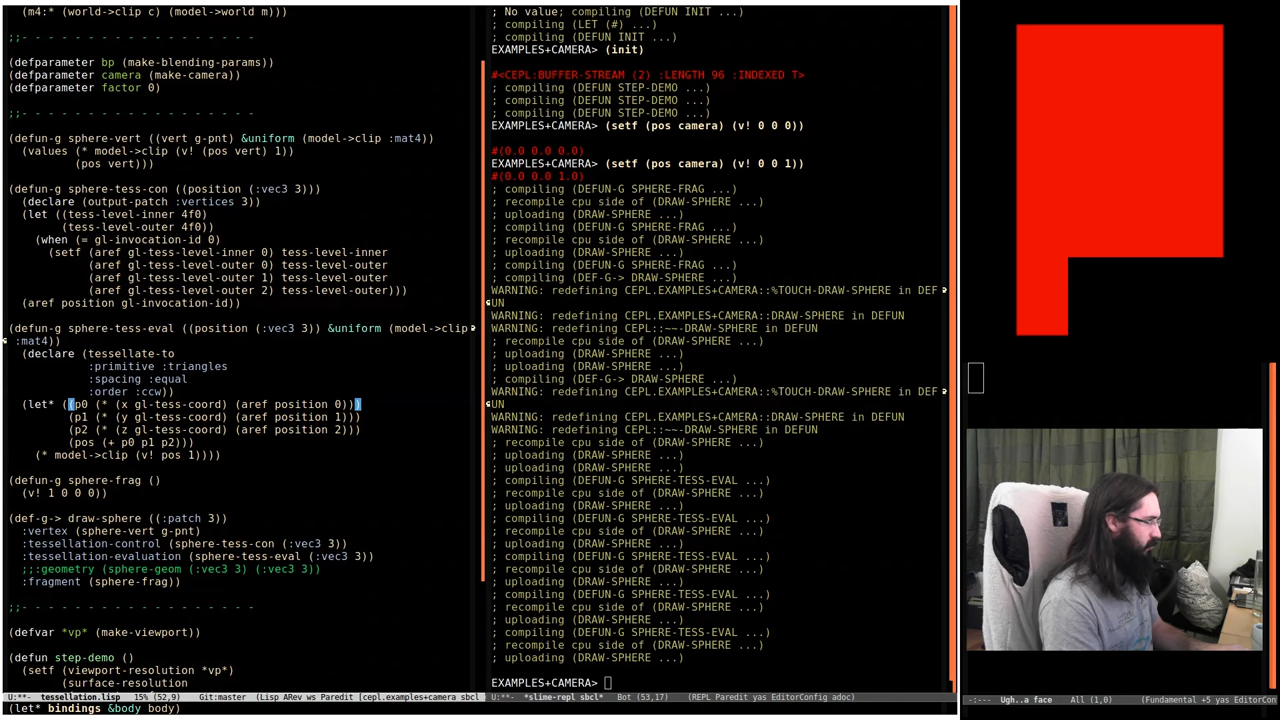 (m4:* (world->clip c) (model->world m)))
;;- - - - - - - - - - - - - - - - - -
(defparameter bp (make-blending-params))
(defparameter camera (make-camera))
(defparameter factor 0)
;;- - - - - - - - - - - - - - - - - -
(defun-g sphere-vert ((vert g-pnt) &uniform (model->clip :mat4))
(values (* model->clip (v! (pos vert) 1))
(pos vert)))
(defun-g sphere-tess-con ((position (:vec3 3)))
(declare (output-patch :vertices 3))
(let ((tess-level-inner 4f0)
(tess-level-outer 4f0))
(when (= gl-invocation-id 0)
(setf (aref gl-tess-level-inner 0) tess-level-inner
(aref gl-tess-level-outer 0) tess-level-outer
(aref gl-tess-level-outer 1) tess-level-outer
(aref gl-tess-level-outer 2) tess-level-outer)))
(aref position gl-invocation-id))
(defun-g sphere-tess-eval ((position (:vec3 3)) &uniform (model->clip
:mat4))
(declare (tessellate-to
:primitive :triangles
:spacing :equal
:order :ccw))
(let* ((p0 (* (x gl-tess-coord) (aref position 0)))
(p1 (* (y gl-tess-coord) (aref position 1)))
(p2 (* (z gl-tess-coord) (aref position 2)))
(pos (+ p0 p1 p2)))
(* model->clip (v! pos 1))))
(defun-g sphere-frag ()
(v! 1 0 0 0))
(def-g-> draw-sphere ((:patch 3))
:vertex (sphere-vert g-pnt)
:tessellation-control (sphere-tess-con (:vec3 3))
:tessellation-evaluation (sphere-tess-eval (:vec3 3))
;;:geometry (sphere-geom (:vec3 3) (:vec3 3))
:fragment (sphere-frag))
;;- - - - - - - - - - - - - - - - - -
(defvar *vp* (make-viewport))
(defun step-demo ()
(setf (viewport-resolution *vp*)
(surface-resolution
U:**- tessellation.lisp 15% (52,9) Git:master (Lisp ARev ws Paredit [cepl.examples+camera sbcl
(let* bindings &body body)
; No value; compiling (DEFUN INIT ...)
; compiling (LET (#) ...)
; compiling (DEFUN INIT ...)
EXAMPLES+CAMERA> (init)
#<CEPL:BUFFER-STREAM (2) :LENGTH 96 :INDEXED T>
; compiling (DEFUN STEP-DEMO ...)
; compiling (DEFUN STEP-DEMO ...)
; compiling (DEFUN STEP-DEMO ...)
EXAMPLES+CAMERA> (setf (pos camera) (v! 0 0 0))
#(0.0 0.0 0.0)
EXAMPLES+CAMERA> (setf (pos camera) (v! 0 0 1))
#(0.0 0.0 1.0)
; compiling (DEFUN-G SPHERE-FRAG ...)
; recompile cpu side of (DRAW-SPHERE ...)
; uploading (DRAW-SPHERE ...)
; compiling (DEFUN-G SPHERE-FRAG ...)
; recompile cpu side of (DRAW-SPHERE ...)
; uploading (DRAW-SPHERE ...)
; compiling (DEFUN-G SPHERE-FRAG ...)
; compiling (DEF-G-> DRAW-SPHERE ...)
WARNING: redefining CEPL.EXAMPLES+CAMERA::%TOUCH-DRAW-SPHERE in DEF
UN
WARNING: redefining CEPL.EXAMPLES+CAMERA::DRAW-SPHERE in DEFUN
WARNING: redefining CEPL::~~-DRAW-SPHERE in DEFUN
; recompile cpu side of (DRAW-SPHERE ...)
; uploading (DRAW-SPHERE ...)
; uploading (DRAW-SPHERE ...)
; compiling (DEF-G-> DRAW-SPHERE ...)
WARNING: redefining CEPL.EXAMPLES+CAMERA::%TOUCH-DRAW-SPHERE in DEF
UN
WARNING: redefining CEPL.EXAMPLES+CAMERA::DRAW-SPHERE in DEFUN
WARNING: redefining CEPL::~~-DRAW-SPHERE in DEFUN
; recompile cpu side of (DRAW-SPHERE ...)
; uploading (DRAW-SPHERE ...)
; uploading (DRAW-SPHERE ...)
; compiling (DEFUN-G SPHERE-TESS-EVAL ...)
; recompile cpu side of (DRAW-SPHERE ...)
; uploading (DRAW-SPHERE ...)
; compiling (DEFUN-G SPHERE-TESS-EVAL ...)
; recompile cpu side of (DRAW-SPHERE ...)
; uploading (DRAW-SPHERE ...)
; compiling (DEFUN-G SPHERE-TESS-EVAL ...)
; recompile cpu side of (DRAW-SPHERE ...)
; uploading (DRAW-SPHERE ...)
; compiling (DEFUN-G SPHERE-TESS-EVAL ...)
; recompile cpu side of (DRAW-SPHERE ...)
; uploading (DRAW-SPHERE ...)
; compiling (DEFUN-G SPHERE-TESS-EVAL ...)
; recompile cpu side of (DRAW-SPHERE ...)
; uploading (DRAW-SPHERE ...)
EXAMPLES+CAMERA>
U:**- *slime-repl sbcl* Bot (53,17) (REPL Paredit yas EditorConfig adoc)
-:--- Ugh..a face All (1,0) (Fundamental +5 yas EditorCon